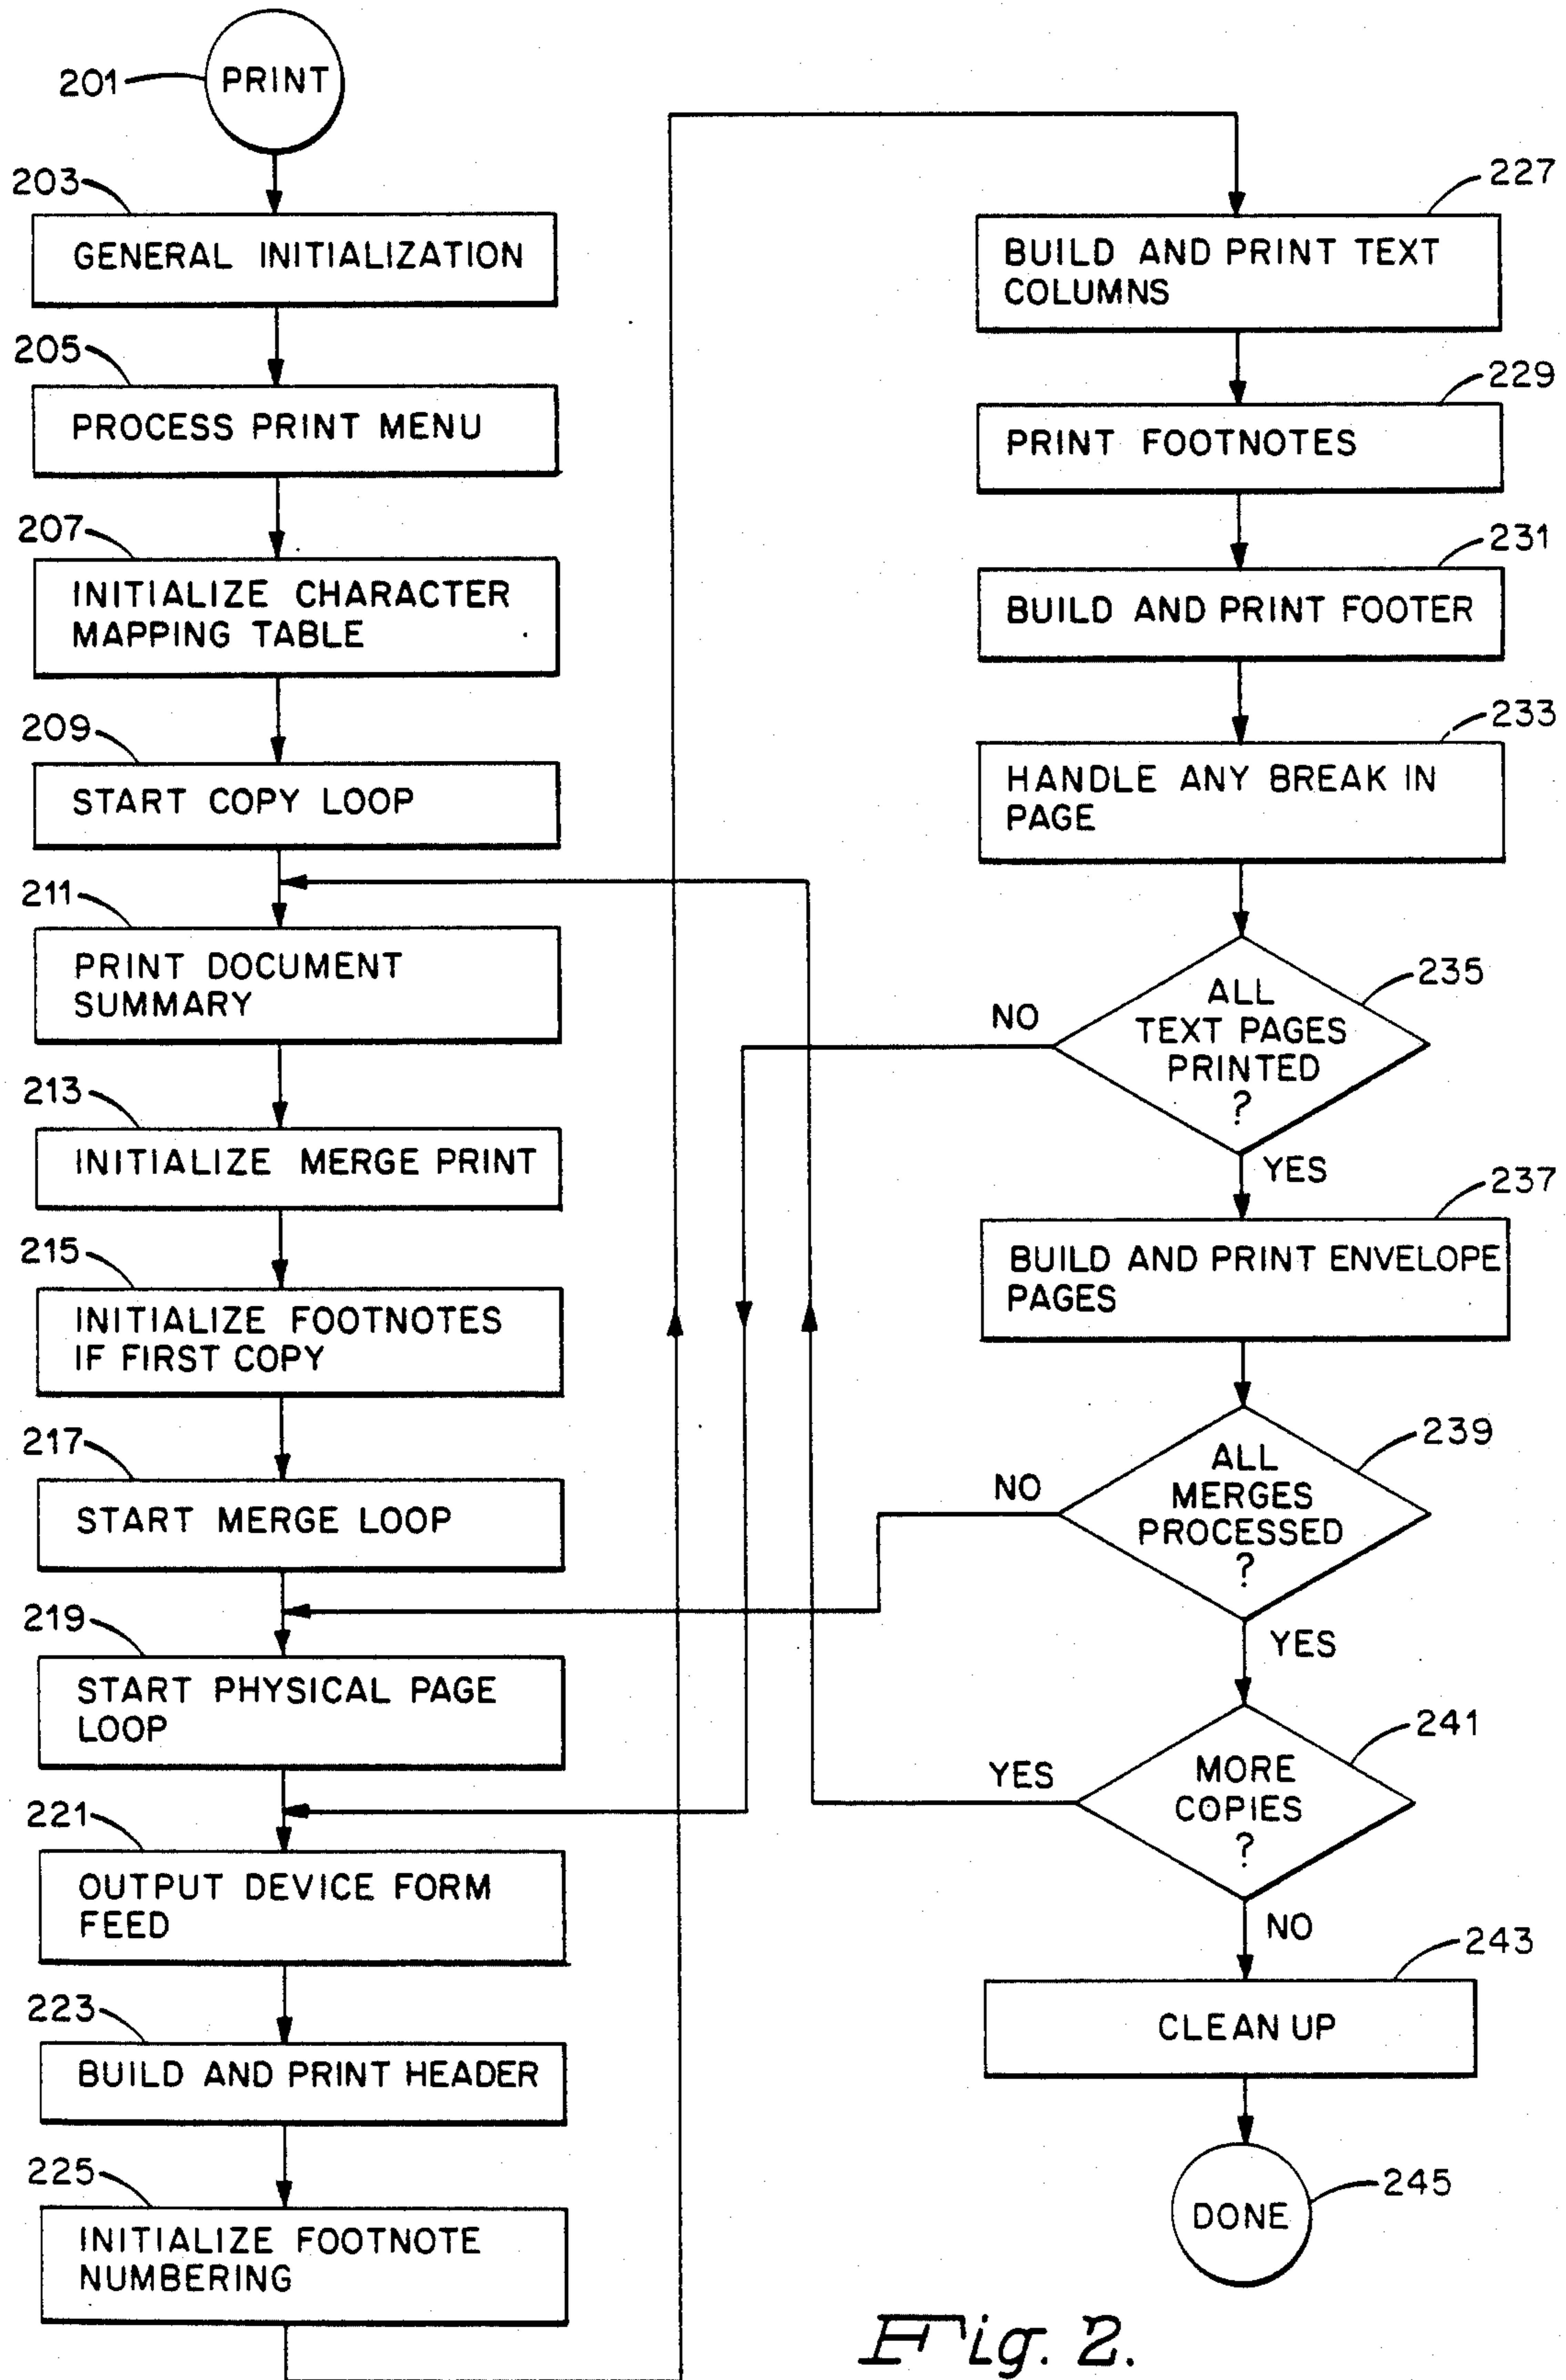 201
PRINT
203
GENERAL INITIALIZATION
205
PROCESS PRINT MENU
207
INITIALIZE CHARACTER
MAPPING TABLE
209
START COPY LOOP
211
PRINT DOCUMENT
SUMMARY
213
INITIALIZE MERGE PRINT
215
INITIALIZE FOOTNOTES
IF FIRST COPY
217
START MERGE LOOP
219
START PHYSICAL PAGE
LOOP
221
OUTPUT DEVICE FORM
FEED
223
BUILD AND PRINT HEADER
225
INITIALIZE FOOTNOTE
NUMBERING
227
BUILD AND PRINT TEXT
COLUMNS
229
PRINT FOOTNOTES
231
BUILD AND PRINT FOOTER
233
HANDLE ANY BREAK IN
PAGE
235
ALL
TEXT PAGES
PRINTED
?
NO
YES
237
BUILD AND PRINT ENVELOPE
PAGES
239
ALL
MERGES
PROCESSED
?
NO
YES
241
MORE
COPIES
?
YES
NO
243
CLEAN UP
245
DONE
Fig. 2.